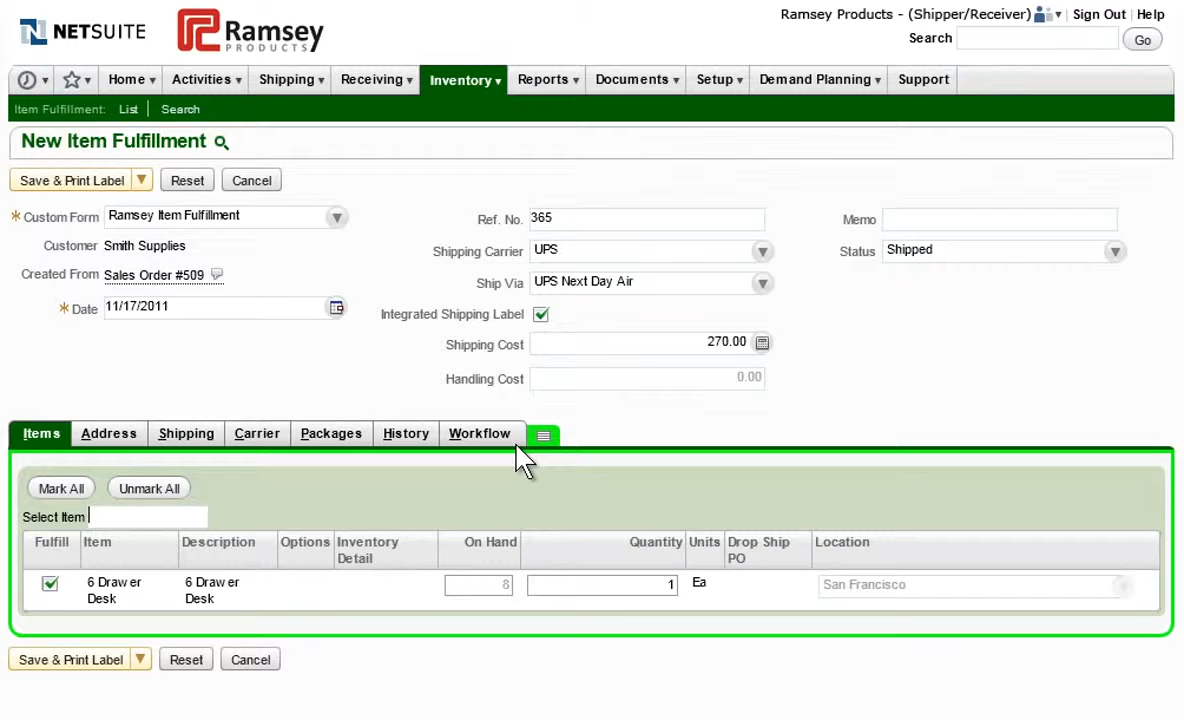 NETSUITE
Ramsey
PRODUCTS
Ramsey Products - (Shipper/Receiver) Sign Out Help
Search Go
Home Activities Shipping Receiving Inventory Reports Documents Setup Demand Planning Support
Item Fulfillment: List Search
New Item Fulfillment
Save & Print Label Reset Cancel
Custom Form Ramsey Item Fulfillment
Customer Smith Supplies
Created From Sales Order #509
Date 11/17/2011
Ref. No. 365
Shipping Carrier UPS
Ship Via UPS Next Day Air
Integrated Shipping Label
Shipping Cost 270.00
Handling Cost 0.00
Memo
Status Shipped
Items Address Shipping Carrier Packages History Workflow
Mark All Unmark All
Select Item
Fulfill Item Description Options Inventory Detail On Hand Quantity Units Drop Ship PO Location
6 Drawer Desk 6 Drawer Desk 8 1 Ea San Francisco
Save & Print Label Reset Cancel